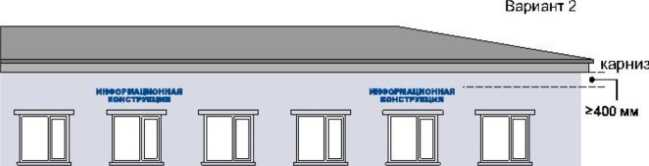 Вариант 2
карниз
ИНФОРМАЦИОННАЯ
КОНСТРУКЦИЯ
ИНФОРМАЦИОННАЯ
КОНСТРУКЦИЯ
≥400 мм